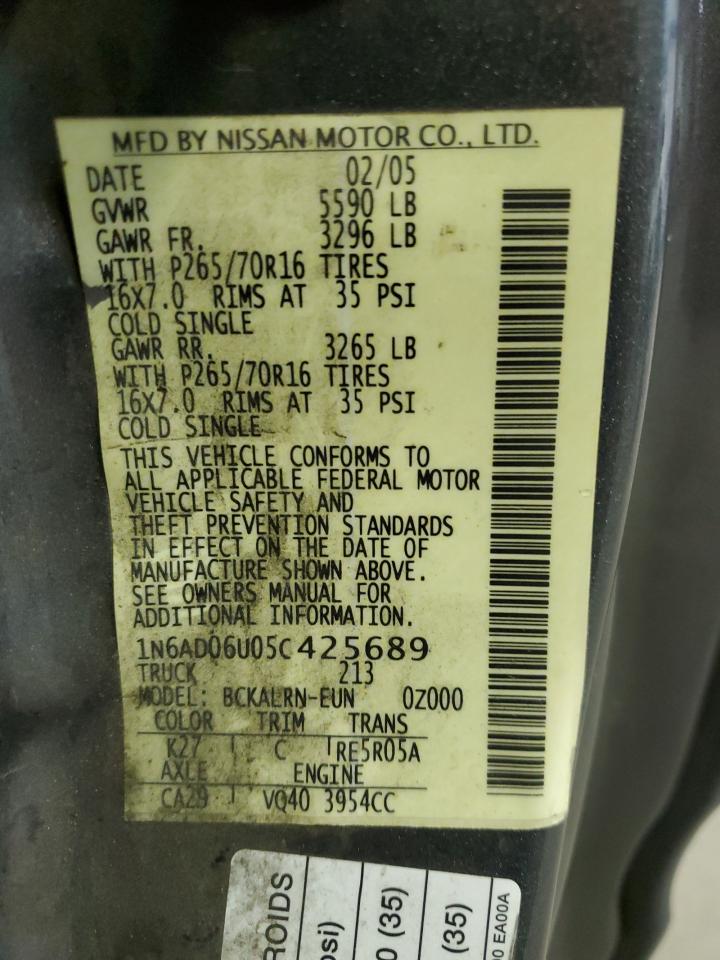 MFD BY NISSAN MOTOR CO., LTD.
DATE 02/05
GVWR 5590 LB
GAWR FR. 3296 LB
WITH P265/70R16 TIRES
16X7.0 RIMS AT 35 PSI
COLD SINGLE
GAWR RR. 3265 LB
WITH P265/70R16 TIRES
16X7.0 RIMS AT 35 PSI
COLD SINGLE
THIS VEHICLE CONFORMS TO
ALL APPLICABLE FEDERAL MOTOR
VEHICLE SAFETY AND
THEFT PREVENTION STANDARDS
IN EFFECT ON THE DATE OF
MANUFACTURE SHOWN ABOVE.
SEE OWNERS MANUAL FOR
ADDITIONAL INFORMATION.
1N6AD06U05C425689
TRUCK 213
MODEL: BCKALRN-EUN 0Z000
COLOR TRIM TRANS
K27 C RE5R05A
AXLE ENGINE
CA29 VQ40 3954CC
ROIDS
osi)
0 (35)
(35)
00 EA00A